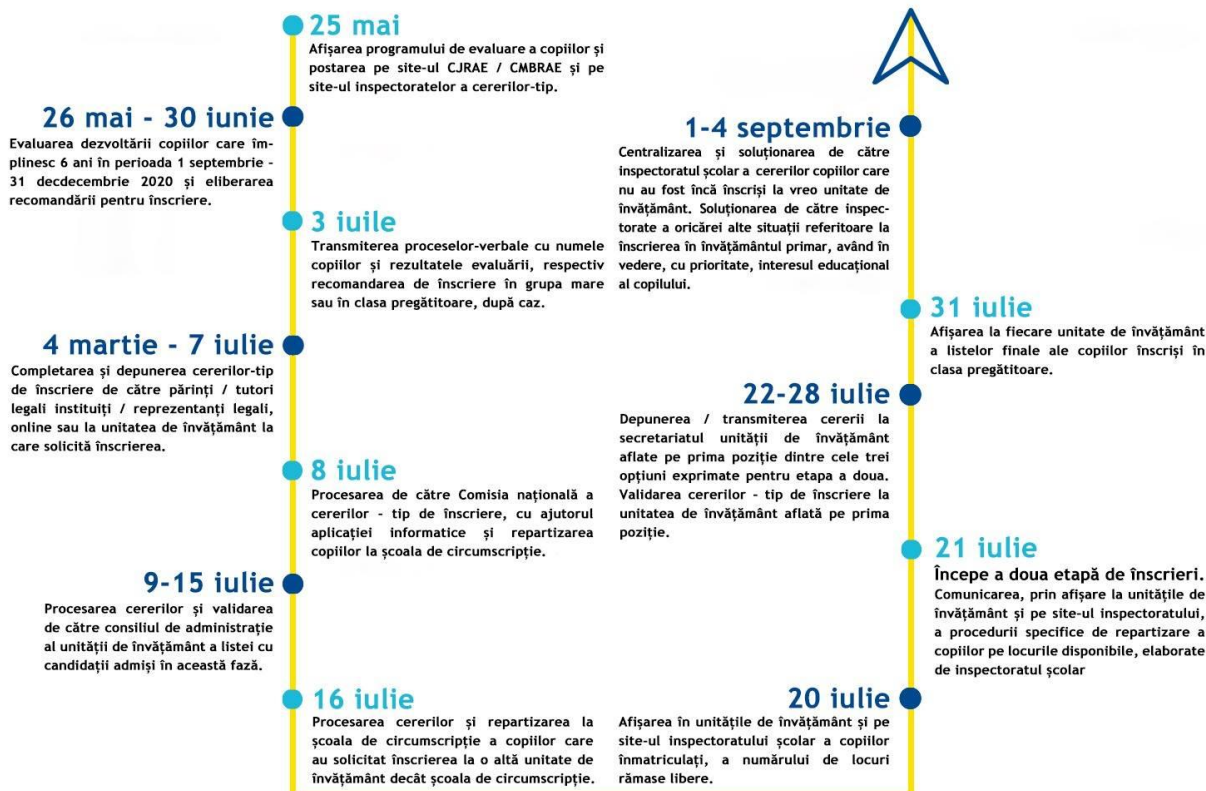 25 mai
Afișarea programului de evaluare a copiilor și
postarea pe site-ul CJRAE / CMBRAE și pe
site-ul inspectoratelor a cererilor-tip.
26 mai - 30 iunie
Evaluarea dezvoltării copiilor care îm-
plinesc 6 ani în perioada 1 septembrie -
31 decdecembrie 2020 și eliberarea
recomandării pentru înscriere.
3 iuile
Transmiterea proceselor-verbale cu numele
copiilor și rezultatele evaluării, respectiv
recomandarea de înscriere în grupa mare
sau în clasa pregătitoare, după caz.
4 martie - 7 iulie
Completarea și depunerea cererilor-tip
de înscriere de către părinți / tutori
legali instituiți / reprezentanți legali,
online sau la unitatea de învățământ la
care solicită înscrierea.
8 iulie
Procesarea de către Comisia națională a
cererilor - tip de înscriere, cu ajutorul
aplicației informatice și repartizarea
copiilor la școala de circumscripție.
9-15 iulie
Procesarea cererilor și validarea
de către consiliul de administrație
al unității de învățământ a listei cu
candidații admiși în această fază.
16 iulie
Procesarea cererilor și repartizarea la
școala de circumscripție a copiilor care
au solicitat înscrierea la o altă unitate de
învățământ decât școala de circumscripție.
20 iulie
Afișarea în unitățile de învățământ și pe
site-ul inspectoratului școlar a copiilor
înmatriculați, a numărului de locuri
rămase libere.
21 iulie
Începe a doua etapă de înscrieri.
Comunicarea, prin afișare la unitățile de
învățământ și pe site-ul inspectoratului,
a procedurii specifice de repartizare a
copiilor pe locurile disponibile, elaborate
de inspectoratul școlar
22-28 iulie
Depunerea / transmiterea cererii la
secretariatul unității de învățământ
aflate pe prima poziție dintre cele trei
opțiuni exprimate pentru etapa a doua.
Validarea cererilor - tip de înscriere la
unitatea de învățământ aflată pe prima
poziție.
31 iulie
Afișarea la fiecare unitate de învățământ
a listelor finale ale copiilor înscriși în
clasa pregătitoare.
1-4 septembrie
Centralizarea și soluționarea de către
inspectoratul școlar a cererilor copiilor care
nu au fost încă înscriși la vreo unitate de
învățământ. Soluționarea de către inspec-
torate a oricărei alte situații referitoare la
înscrierea în învățământul primar, având în
vedere, cu prioritate, interesul educațional
al copilului.